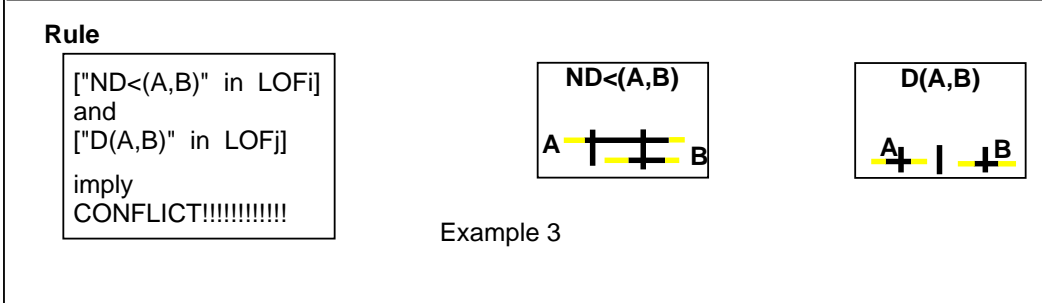 Rule
["ND<(A,B)" in LOFi]
and
["D(A,B)" in LOFj]
imply
CONFLICT!!!!!!!!!!!!
ND<(A,B)
A
B
D(A,B)
A
B
Example 3